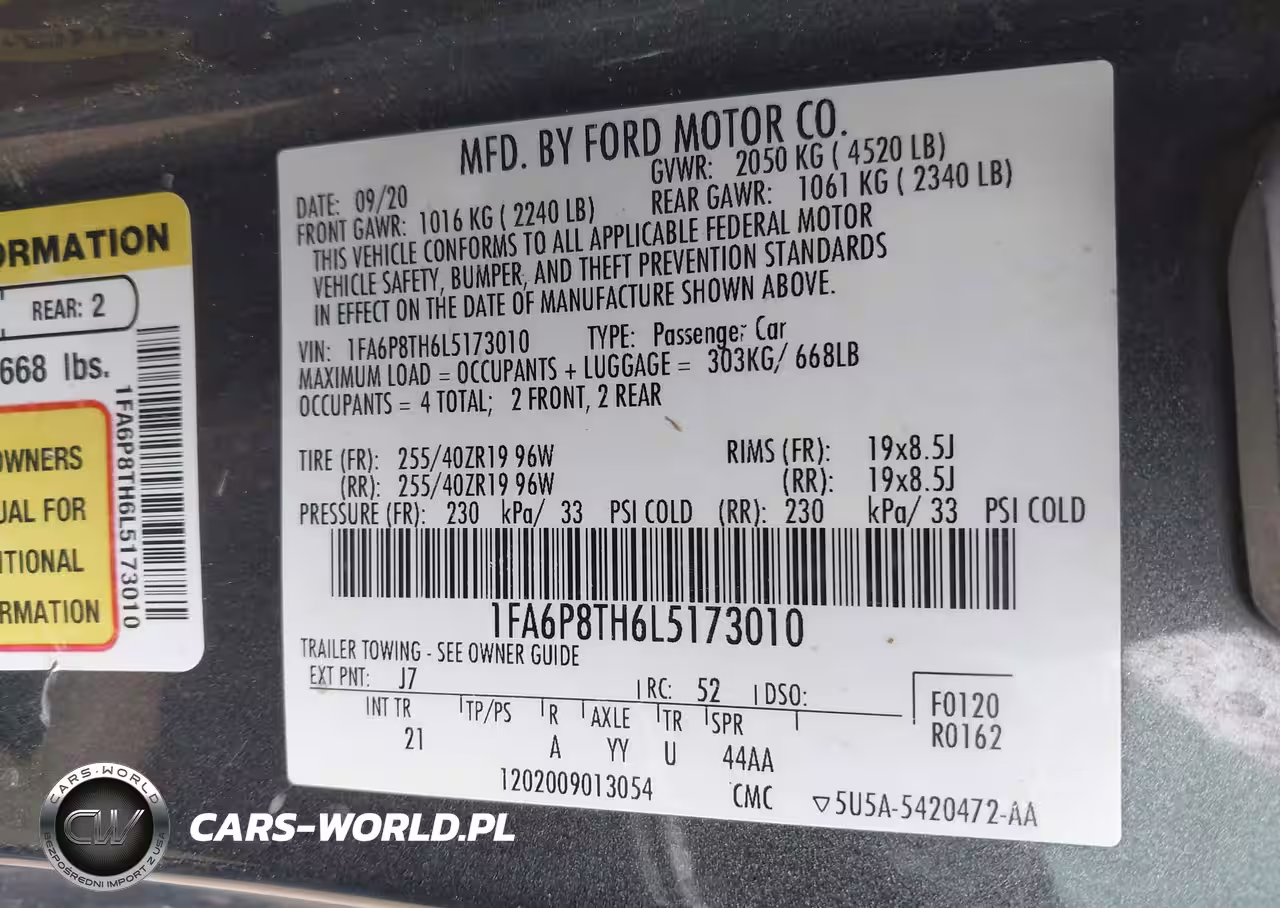 MFD. BY FORD MOTOR CO.
DATE: 09/20 GVWR: 2050 KG ( 4520 LB)
FRONT GAWR: 1016 KG ( 2240 LB) REAR GAWR: 1061 KG ( 2340 LB)
THIS VEHICLE CONFORMS TO ALL APPLICABLE FEDERAL MOTOR
VEHICLE SAFETY, BUMPER, AND THEFT PREVENTION STANDARDS
IN EFFECT ON THE DATE OF MANUFACTURE SHOWN ABOVE.
VIN: 1FA6P8TH6L5173010 TYPE: Passenger Car
MAXIMUM LOAD = OCCUPANTS + LUGGAGE = 303KG/ 668LB
OCCUPANTS = 4 TOTAL; 2 FRONT, 2 REAR
TIRE (FR): 255/40ZR19 96W RIMS (FR): 19x8.5J
(RR): 255/40ZR19 96W (RR): 19x8.5J
PRESSURE (FR): 230 kPa/ 33 PSI COLD (RR): 230 kPa/ 33 PSI COLD
1FA6P8TH6L5173010
TRAILER TOWING - SEE OWNER GUIDE
EXT PNT: J7 RC: 52 DSO:
INT TR TP/PS R AXLE TR SPR
21 A YY U 44AA
F0120
R0162
1202009013054 CMC ▽5U5A-5420472-AA
ORMATION
REAR: 2
668 lbs.
OWNERS
UAL FOR
ITIONAL
RMATION
1FA6P8TH6L5173010
CARS-WORLD
CW
BEZPOŚREDNI IMPORT Z USA
CARS-WORLD.PL